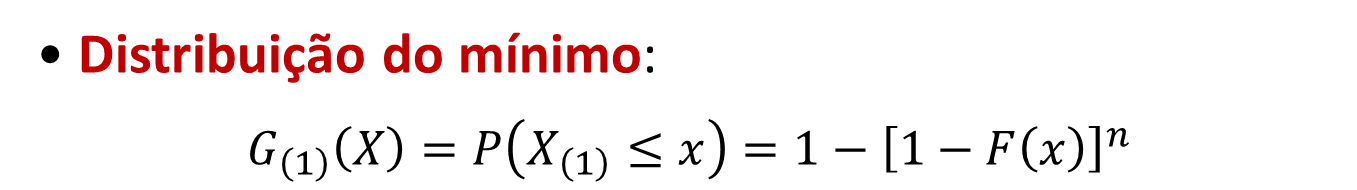 • Distribuição do mínimo:
G₍₁₎(X) = P(X₍₁₎ ≤ x) = 1 − [1 − F(x)]ⁿ